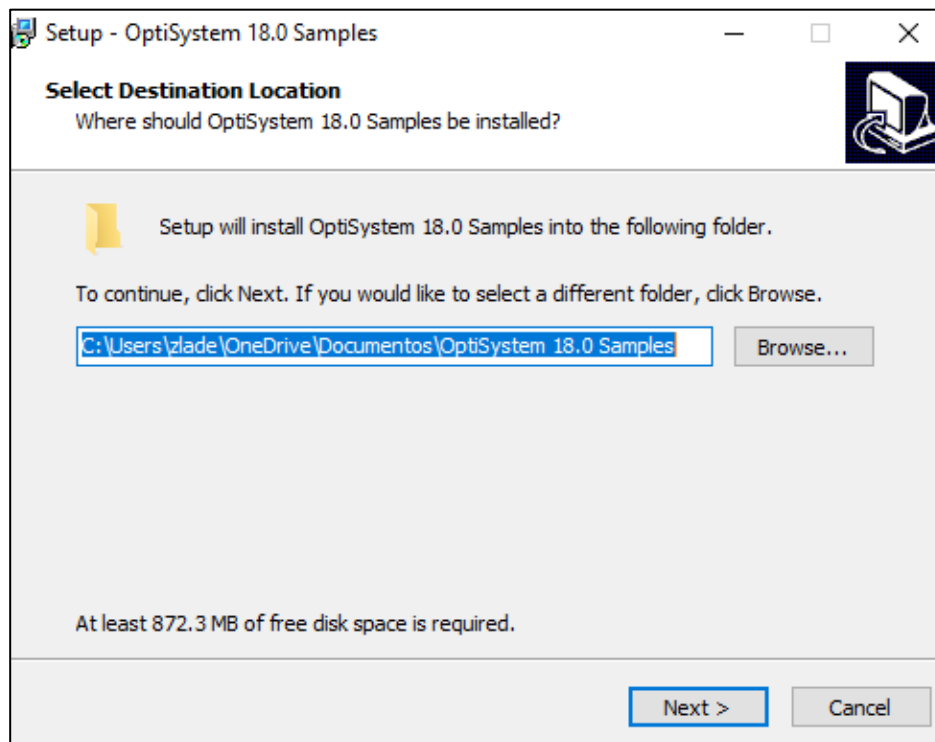 Setup - OptiSystem 18.0 Samples
Select Destination Location
Where should OptiSystem 18.0 Samples be installed?
Setup will install OptiSystem 18.0 Samples into the following folder.
To continue, click Next. If you would like to select a different folder, click Browse.
C:\Users\zlade\OneDrive\Documentos\OptiSystem 18.0 Samples
Browse...
At least 872.3 MB of free disk space is required.
Next >
Cancel